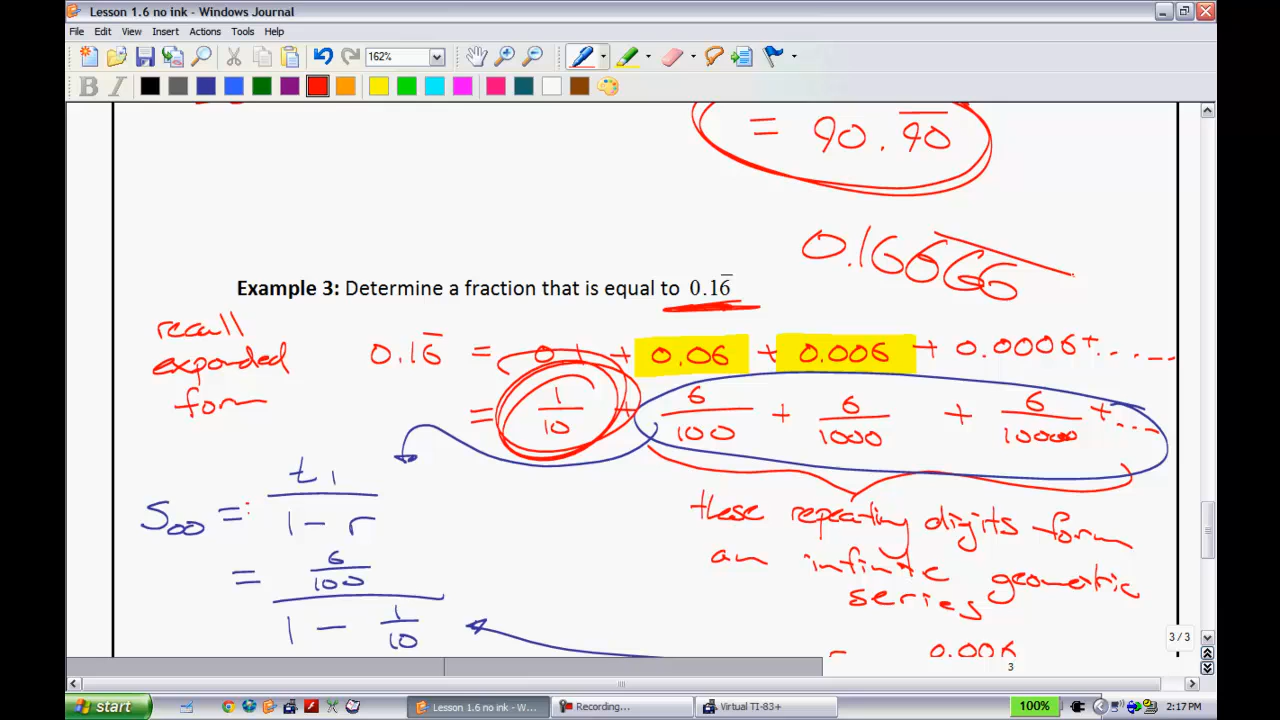 Lesson 1.6 no ink - Windows Journal
File Edit View Insert Actions Tools Help
162%
B I
= 90.9̅0̅
0.16666
Example 3: Determine a fraction that is equal to 0.16̅
recall
expanded
form
0.16̅ = 0.1 + 0.06 + 0.006 + 0.0006 + ......
= 1/10 + 6/100 + 6/1000 + 6/10000 + ...
S∞ = t1 / 1 - r
= 6/100 / 1 - 1/10
these repeating digits form
an infinite geometric
series
0.006
3 / 3
3
start
Lesson 1.6 no ink - W...
Recording...
Virtual TI-83+
100%
2:17 PM